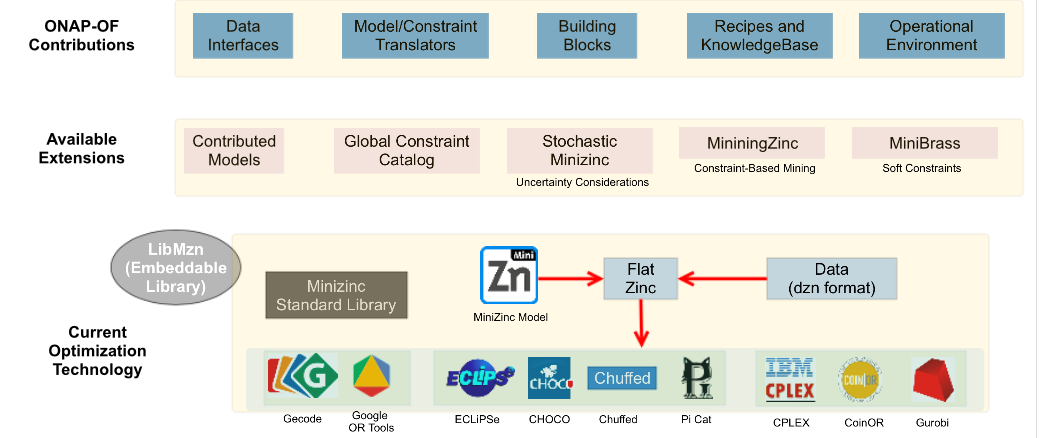 ONAP-OF
Contributions
Data
Interfaces
Model/Constraint
Translators
Building
Blocks
Recipes and
KnowledgeBase
Operational
Environment
Available
Extensions
Contributed
Models
Global Constraint
Catalog
Stochastic
Minizinc
Uncertainty Considerations
MininingZinc
Constraint-Based Mining
MiniBrass
Soft Constraints
LibMzn
(Embeddable
Library)
Minizinc
Standard Library
Mini
Zn
MiniZinc Model
Flat
Zinc
Data
(dzn format)
Current
Optimization
Technology
G
ECLiPSe
CHOCO
Chuffed
IBM
CPLEX
COIN|OR
Gecode
Google
OR Tools
ECLiPSe
CHOCO
Chuffed
Pi Cat
CPLEX
CoinOR
Gurobi